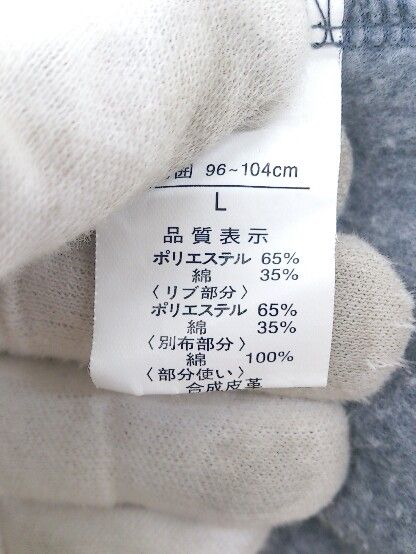 囲 96~104cm
L
品質表示
ポリエステル 65%
綿 35%
〈リブ部分〉
ポリエステル 65%
綿 35%
〈別布部分〉
綿 100%
〈部分使い〉
合成皮革